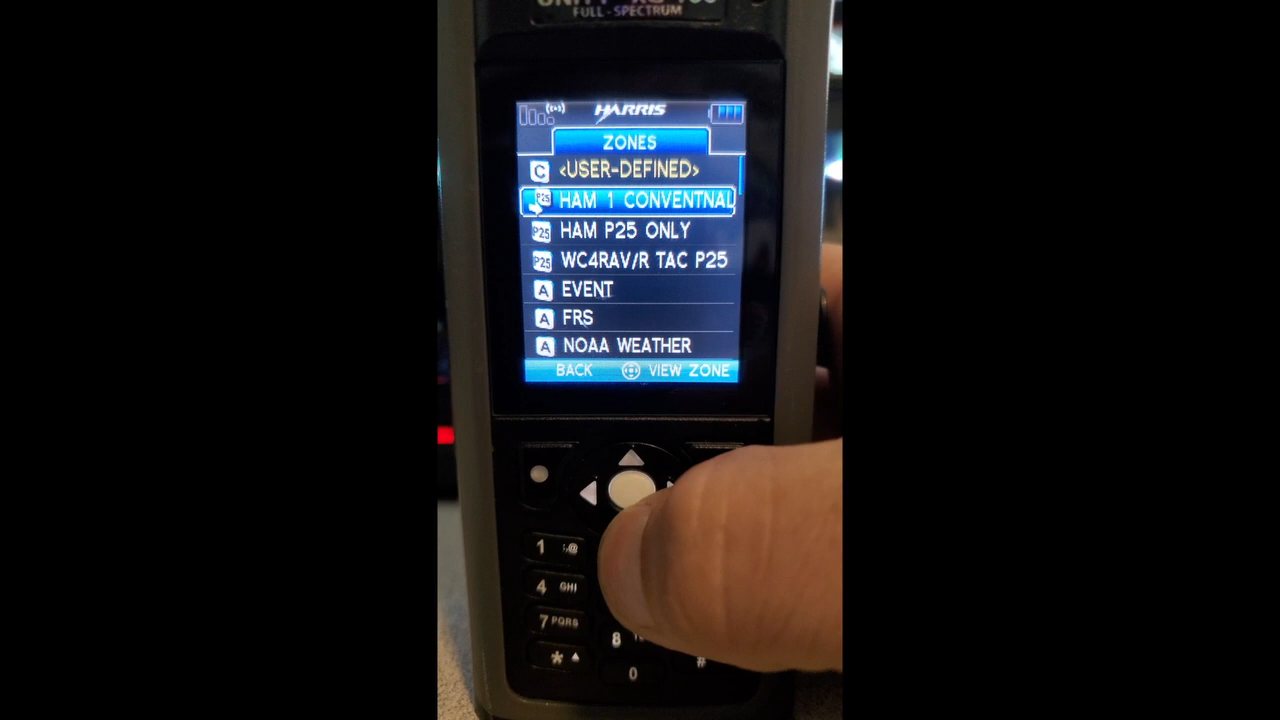 FULL-SPECTRUM
HARRIS
ZONES
C <USER-DEFINED>
P25 HAM 1 CONVENTNAL
P25 HAM P25 ONLY
P25 WC4RAV/R TAC P25
A EVENT
A FRS
A NOAA WEATHER
BACK VIEW ZONE
1
4 GHI
7 PQRS
8
* #
0